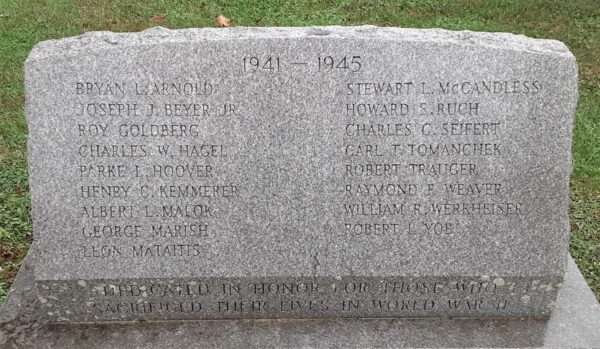 1941 – 1945
BRYAN L. ARNOLD
JOSEPH J. BEYER JR
ROY GOLDBERG
CHARLES W. HAGEL
PARKE L. HOOVER
HENRY C. KEMMERER
ALBERT L. MALOK
GEORGE MARISH
LEON MATAITIS
STEWART L. McCANDLESS
HOWARD S. RUCH
CHARLES G. SEIFERT
CARL T. TOMANCHEK
ROBERT TRAUGER
RAYMOND F. WEAVER
WILLIAM R. WERKHEISER
ROBERT L. YOB
DEDICATED IN HONOR FOR THOSE WHO
SACRIFICED THEIR LIVES IN WORLD WAR II